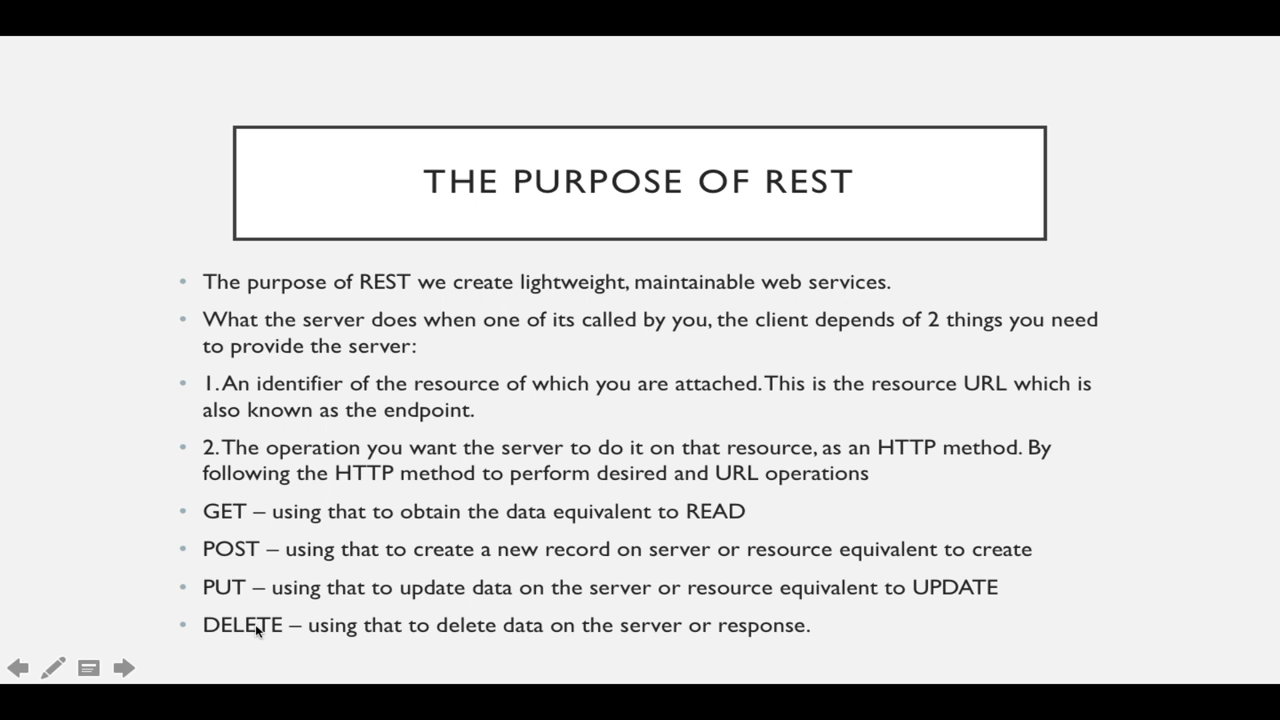 THE PURPOSE OF REST
• The purpose of REST we create lightweight, maintainable web services.
• What the server does when one of its called by you, the client depends of 2 things you need
to provide the server:
• 1. An identifier of the resource of which you are attached. This is the resource URL which is
also known as the endpoint.
• 2. The operation you want the server to do it on that resource, as an HTTP method. By
following the HTTP method to perform desired and URL operations
• GET – using that to obtain the data equivalent to READ
• POST – using that to create a new record on server or resource equivalent to create
• PUT – using that to update data on the server or resource equivalent to UPDATE
• DELETE – using that to delete data on the server or response.